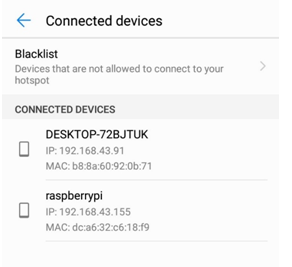 Connected devices
Blacklist
Devices that are not allowed to connect to your
hotspot
CONNECTED DEVICES
DESKTOP-72BJTUK
IP: 192.168.43.91
MAC: b8:8a:60:92:0b:71
raspberrypi
IP: 192.168.43.155
MAC: dc:a6:32:c6:18:f9